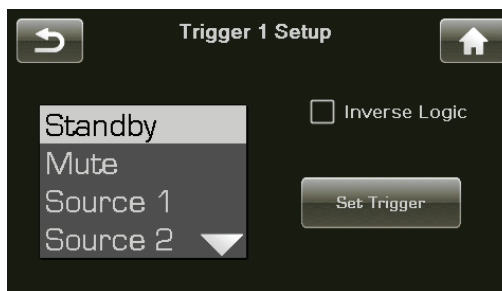 Trigger 1 Setup
Standby
Mute
Source 1
Source 2
Inverse Logic
Set Trigger